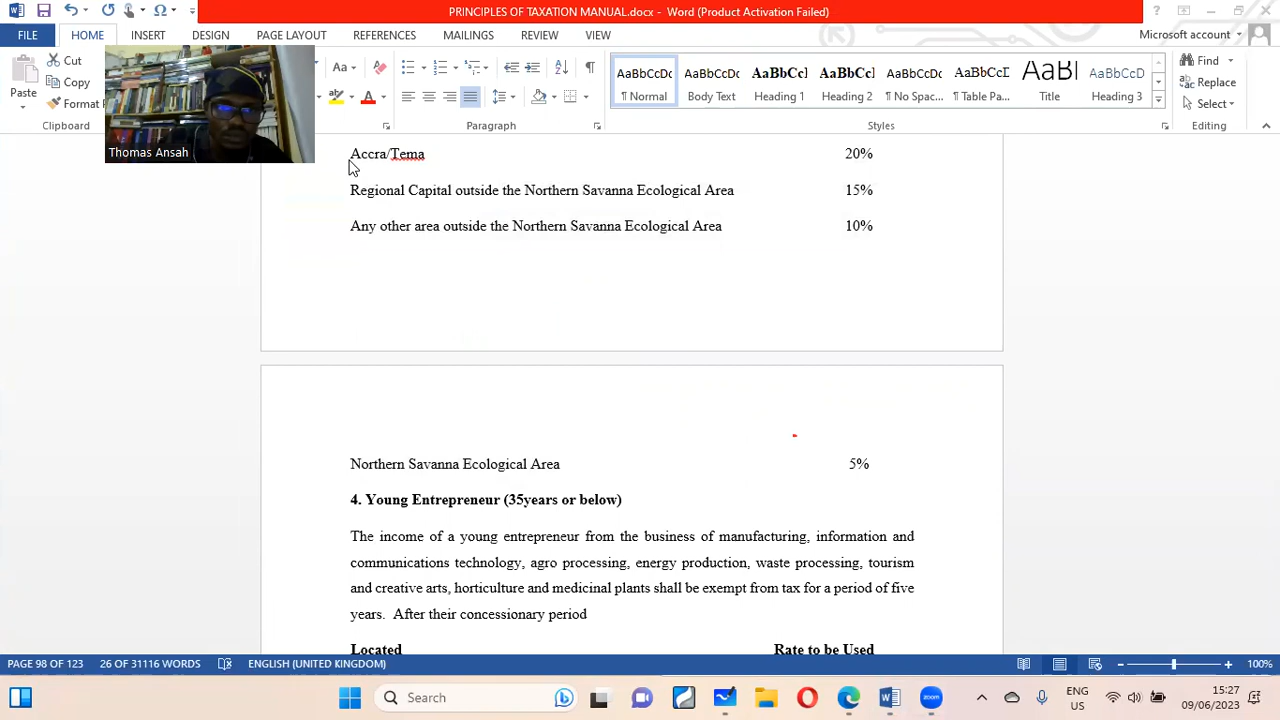 PRINCIPLES OF TAXATION MANUAL.docx - Word (Product Activation Failed)
FILE HOME INSERT DESIGN PAGE LAYOUT REFERENCES MAILINGS REVIEW VIEW Microsoft account
Paste Cut Copy Format
Aa
AaBbCcDc AaBbCcDc AaBbCcI AaBbCcI AaBbCcDc AaBbCcD AaBI AaBbCcD
¶ Normal Body Text Heading 1 Heading 2 ¶ No Spac... ¶ Table Pa... Title Heading 3
Find
Replace
Select
Clipboard Paragraph Styles Editing
Thomas Ansah
Accra/Tema 20%
Regional Capital outside the Northern Savanna Ecological Area 15%
Any other area outside the Northern Savanna Ecological Area 10%
Northern Savanna Ecological Area 5%
4. Young Entrepreneur (35years or below)
The income of a young entrepreneur from the business of manufacturing, information and
communications technology, agro processing, energy production, waste processing, tourism
and creative arts, horticulture and medicinal plants shall be exempt from tax for a period of five
years. After their concessionary period
Located Rate to be Used
PAGE 98 OF 123 26 OF 31116 WORDS ENGLISH (UNITED KINGDOM) 100%
Search ENG
US 15:27
09/06/2023